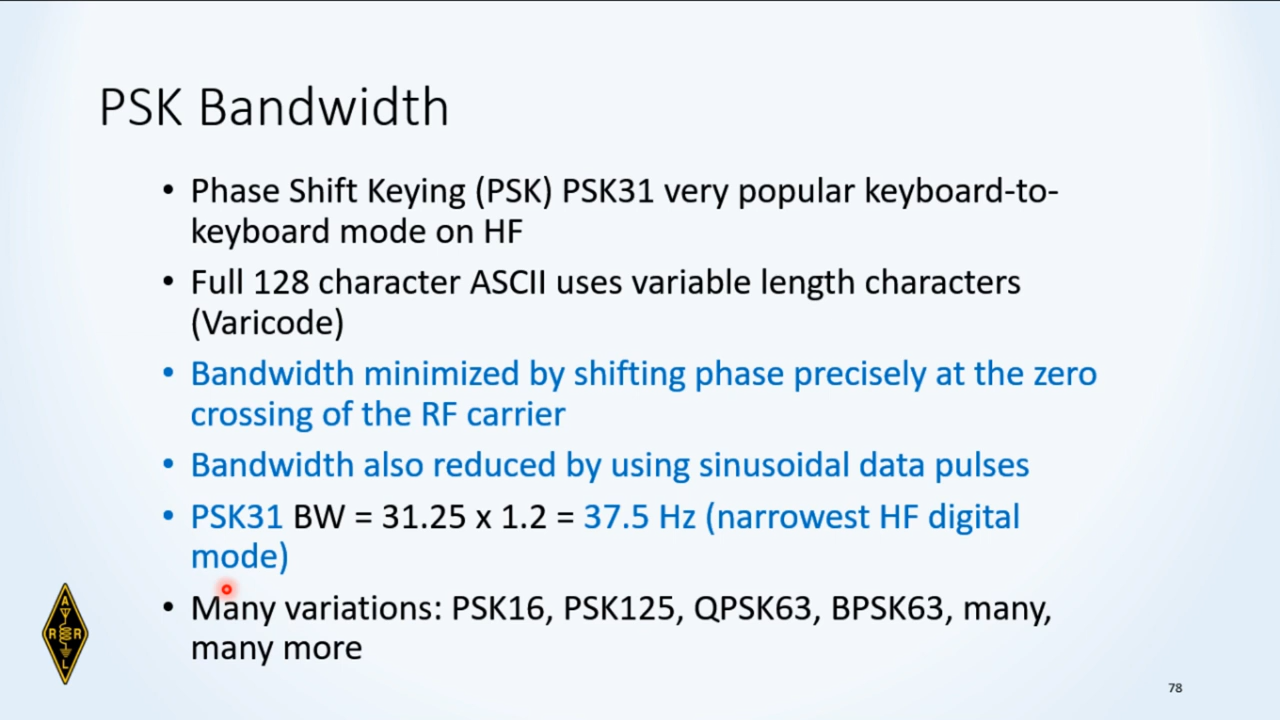 PSK Bandwidth
• Phase Shift Keying (PSK) PSK31 very popular keyboard-to-
keyboard mode on HF
• Full 128 character ASCII uses variable length characters
(Varicode)
• Bandwidth minimized by shifting phase precisely at the zero
crossing of the RF carrier
• Bandwidth also reduced by using sinusoidal data pulses
• PSK31 BW = 31.25 x 1.2 = 37.5 Hz (narrowest HF digital
mode)
• Many variations: PSK16, PSK125, QPSK63, BPSK63, many,
many more
A
R R
L
78